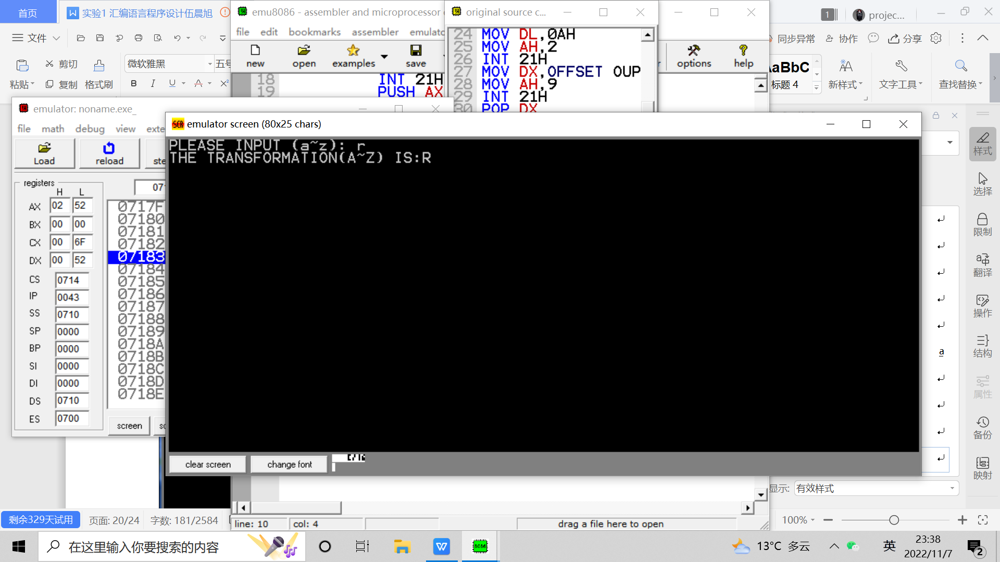 首页
实验1 汇编语言程序设计伍晨旭
emu8086 - assembler and microprocessor
original source c...
1
projec...
文件
file edit bookmarks assembler emulato
同步异常
协作
分享
new
open
examples
save
options
help
粘贴
剪切
复制
格式刷
微软雅黑
五号
B I U A X²
AaBbC
标题 4
新样式
文字工具
查找替换
18 INT 21H
19 PUSH AX
24 MOV DL,0AH
25 MOV AH,2
26 INT 21H
27 MOV DX,OFFSET OUP
28 MOV AH,9
29 INT 21H
30 POP DX
emulator: noname.exe_
file math debug view exte
Load
reload
ste
emulator screen (80x25 chars)
PLEASE INPUT (a~z): r
THE TRANSFORMATION(A~Z) IS:R
registers
H L
AX 02 52
BX 00 00
CX 00 6F
DX 00 52
CS 0714
IP 0043
SS 0710
SP 0000
BP 0000
SI 0000
DI 0000
DS 0710
ES 0700
071
0717F
07180
07181
07182
07183
07184
07185
07186
07187
07188
07189
0718A
0718B
0718C
0718D
0718E
screen
sc
clear screen
change font
样式
选择
限制
翻译
操作
结构
属性
备份
映射
a
显示: 有效样式
line: 10
col: 4
drag a file here to open
剩余329天试用
页面: 20/24
字数: 181/2584
100%
在这里输入你要搜索的内容
8086
13°C 多云
英
23:38
2022/11/7
2